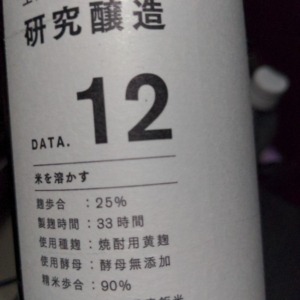 研究醸造
DATA. 12
米を溶かす
麹歩合：25%
製麹時間：33時間
使用種麹：焼酎用黄麹
使用酵母：酵母無添加
精米歩合：90%